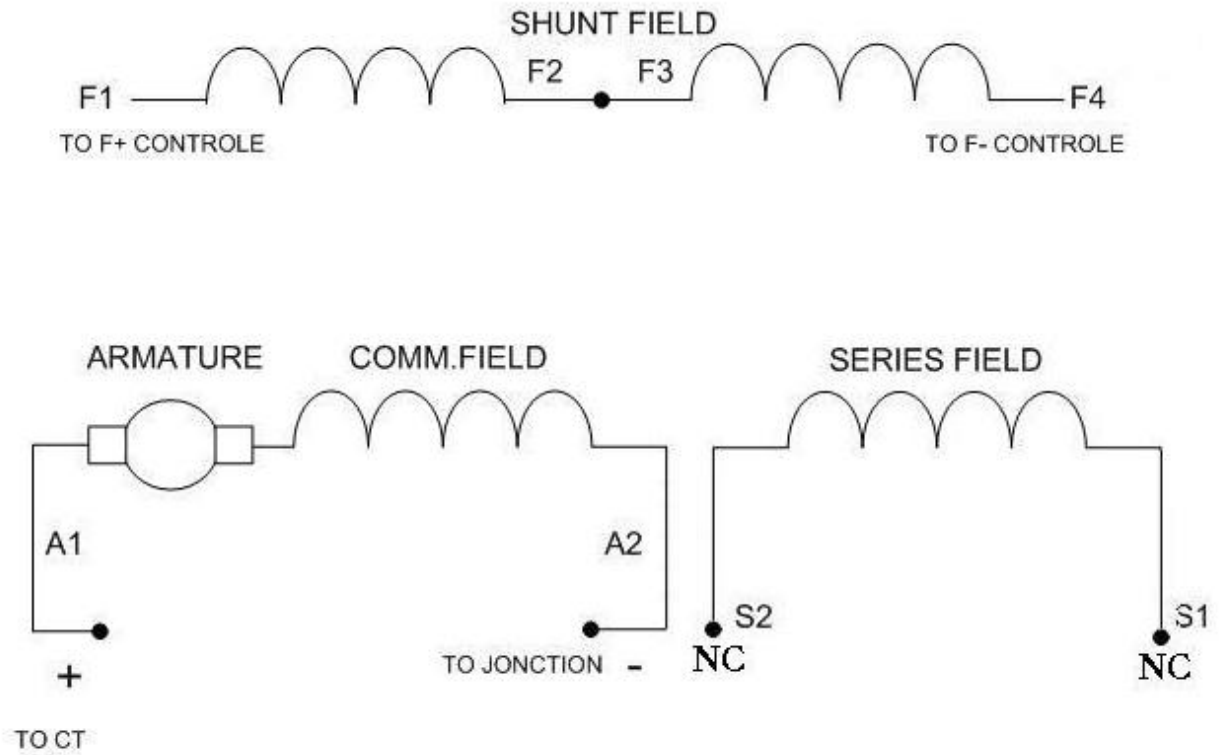 SHUNT FIELD
F1
F2
F3
F4
TO F+ CONTROLE
TO F- CONTROLE
ARMATURE
COMM.FIELD
SERIES FIELD
A1
A2
S2
S1
+
TO JONCTION -
NC
NC
TO CT